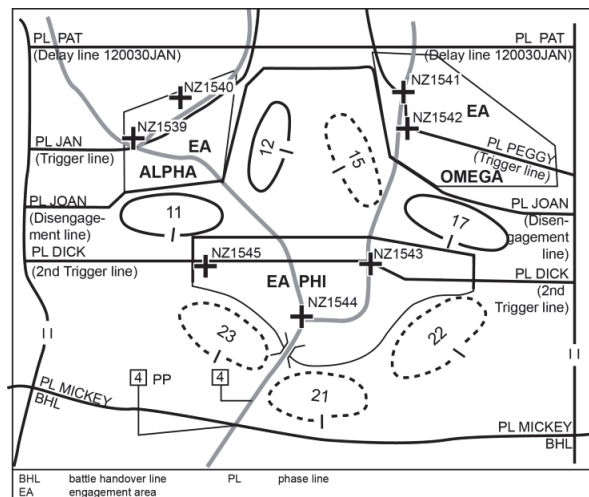 PL PAT
(Delay line 120030JAN)
PL PAT
(Delay line 120030JAN)
NZ1540
NZ1541
NZ1539
EA
ALPHA
12
15
EA
NZ1542
OMEGA
PL JAN
(Trigger line)
PL PEGGY
(Trigger line)
PL JOAN
(Disengage-
ment line)
11
17
PL JOAN
(Disen-
gagement
line)
PL DICK
(2nd Trigger line)
NZ1545
NZ1543
EA PHI
NZ1544
PL DICK
(2nd
Trigger line)
23
22
21
4 PP
4
PL MICKEY
BHL
PL MICKEY
BHL
BHL battle handover line PL phase line
EA engagement area